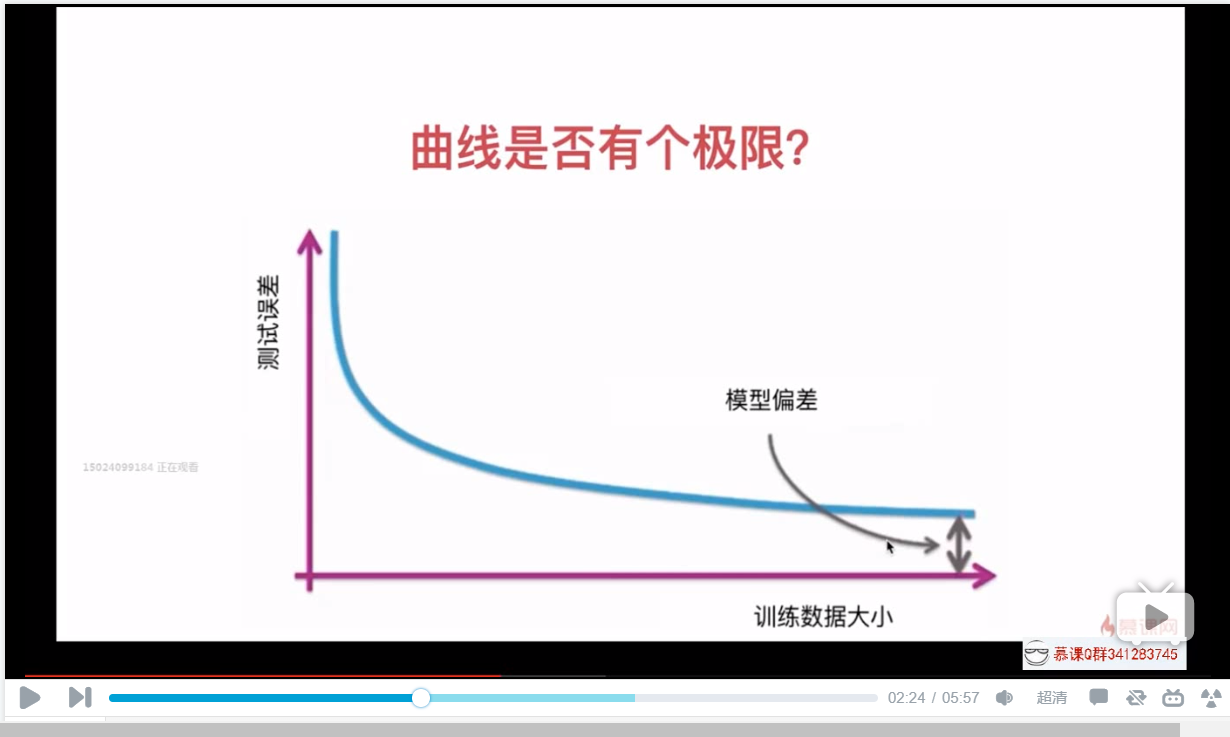 曲线是否有个极限?
测试误差
模型偏差
15024099184 正在观看
训练数据大小
慕课网
慕课Q群341283745
02:24 / 05:57
超清